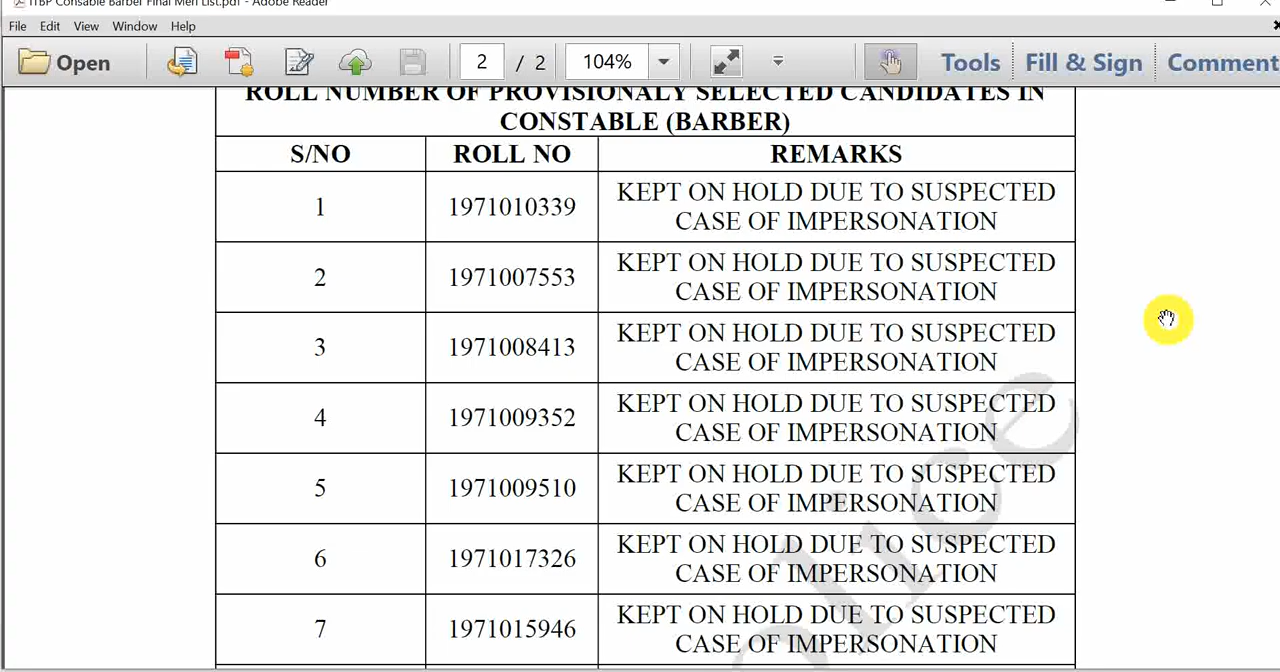 ITBP Consable Barber Final Men List.pdf - Adobe Reader
File Edit View Window Help
Open 2 / 2 104% Tools Fill & Sign Comment
ROLL NUMBER OF PROVISIONALY SELECTED CANDIDATES IN
CONSTABLE (BARBER)
S/NO ROLL NO REMARKS
1 1971010339 KEPT ON HOLD DUE TO SUSPECTED
CASE OF IMPERSONATION
2 1971007553 KEPT ON HOLD DUE TO SUSPECTED
CASE OF IMPERSONATION
3 1971008413 KEPT ON HOLD DUE TO SUSPECTED
CASE OF IMPERSONATION
4 1971009352 KEPT ON HOLD DUE TO SUSPECTED
CASE OF IMPERSONATION
5 1971009510 KEPT ON HOLD DUE TO SUSPECTED
CASE OF IMPERSONATION
6 1971017326 KEPT ON HOLD DUE TO SUSPECTED
CASE OF IMPERSONATION
7 1971015946 KEPT ON HOLD DUE TO SUSPECTED
CASE OF IMPERSONATION
olice